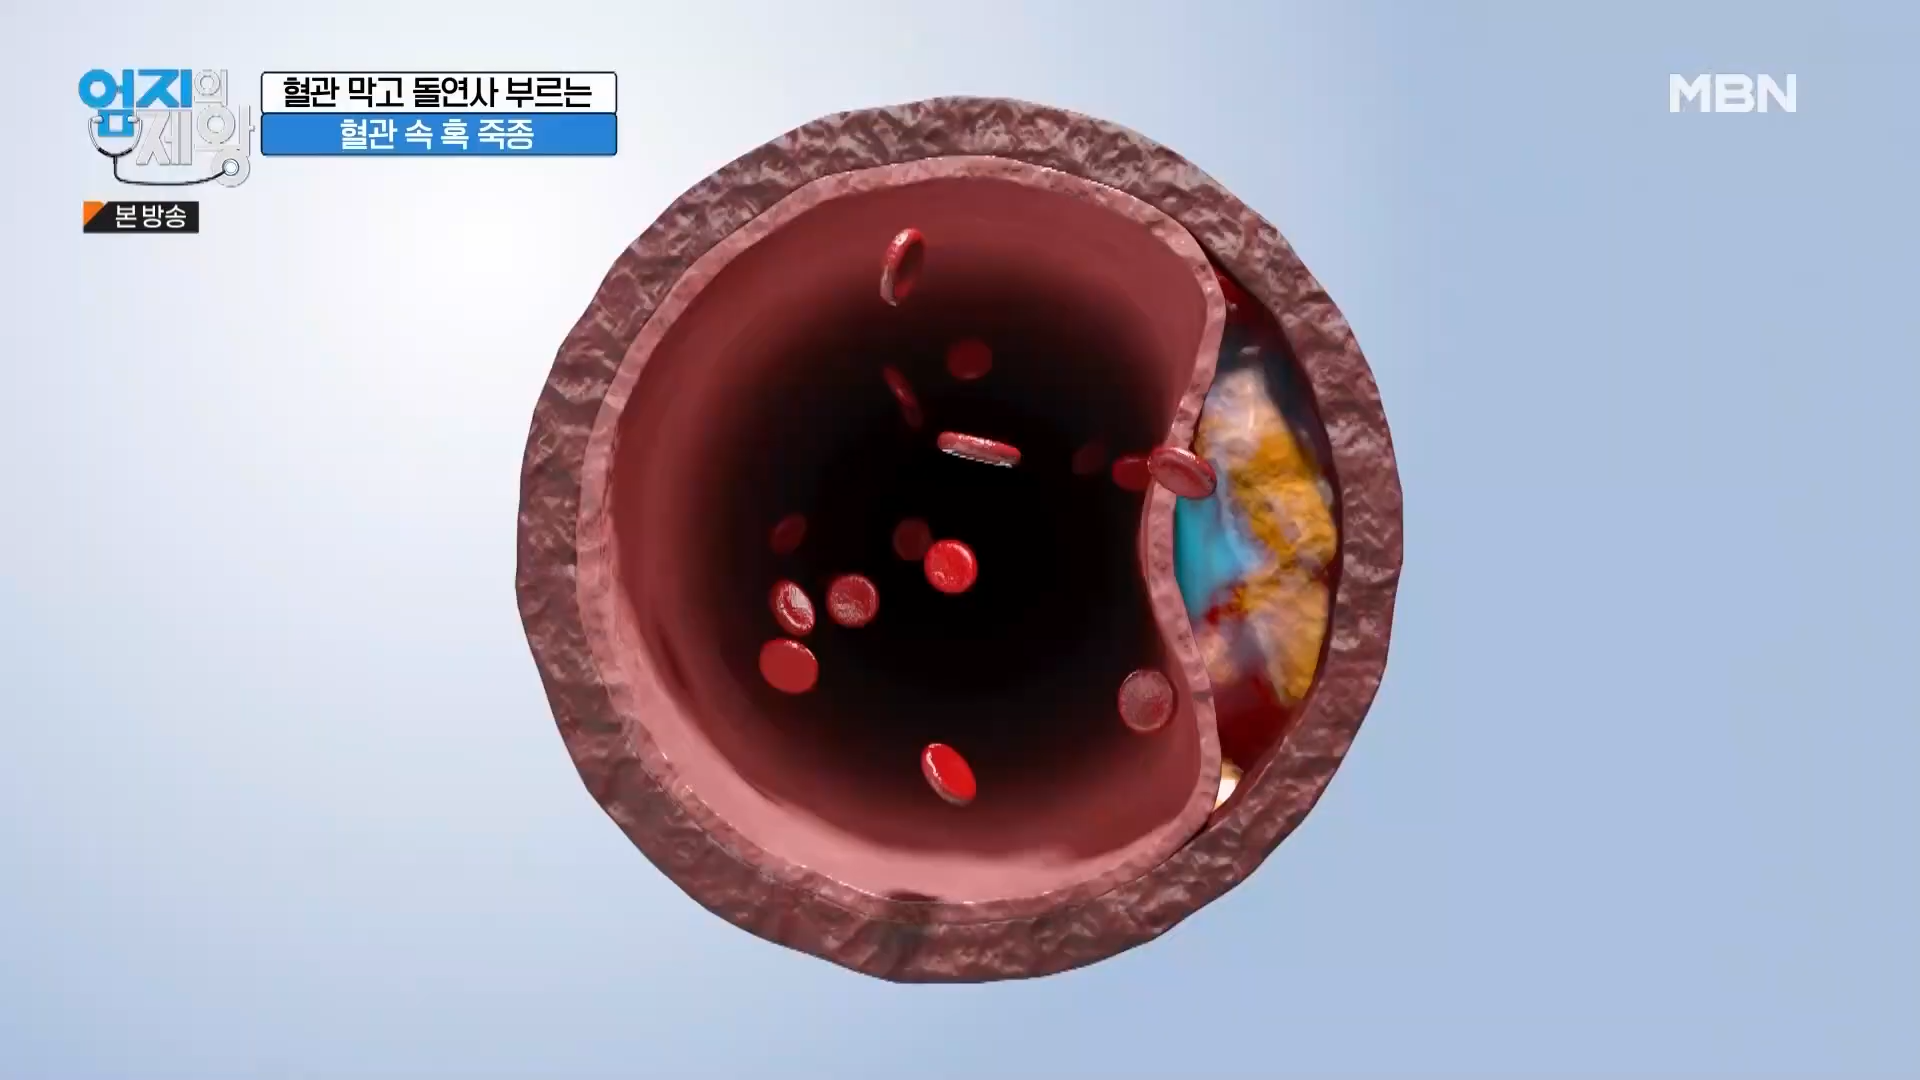 엄지의
제왕
혈관 막고 돌연사 부르는
혈관 속 혹 죽종
본방송
MBN